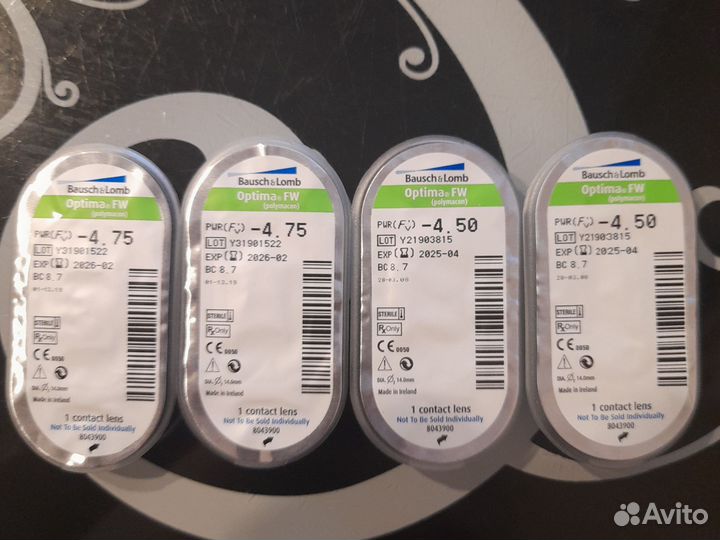 Bausch & Lomb
Optima® FW
(polymacon)
PWR(Fv) -4.75
LOT Y31901522
EXP 2026-02
BC 8.7
STERILE
Rx Only
CE 0050
DIA. 14.0mm
Made in Ireland
1 contact lens
Not To Be Sold Individually
8043900
Bausch & Lomb
Optima® FW
(polymacon)
PWR(Fv) -4.75
LOT Y31901522
EXP 2026-02
BC 8.7
STERILE
Rx Only
CE 0050
DIA. 14.0mm
Made in Ireland
1 contact lens
Not To Be Sold Individually
8043900
Bausch & Lomb
Optima® FW
(polymacon)
PWR(Fv) -4.50
LOT Y21903815
EXP 2025-04
BC 8.7
STERILE
Rx Only
CE 0050
DIA. 14.0mm
Made in Ireland
1 contact lens
Not To Be Sold Individually
8043900
Bausch & Lomb
Optima® FW
(polymacon)
PWR(Fv) -4.50
LOT Y21903815
EXP 2025-04
BC 8.7
STERILE
Rx Only
CE 0050
DIA. 14.0mm
Made in Ireland
1 contact lens
Not To Be Sold Individually
8043900
Avito